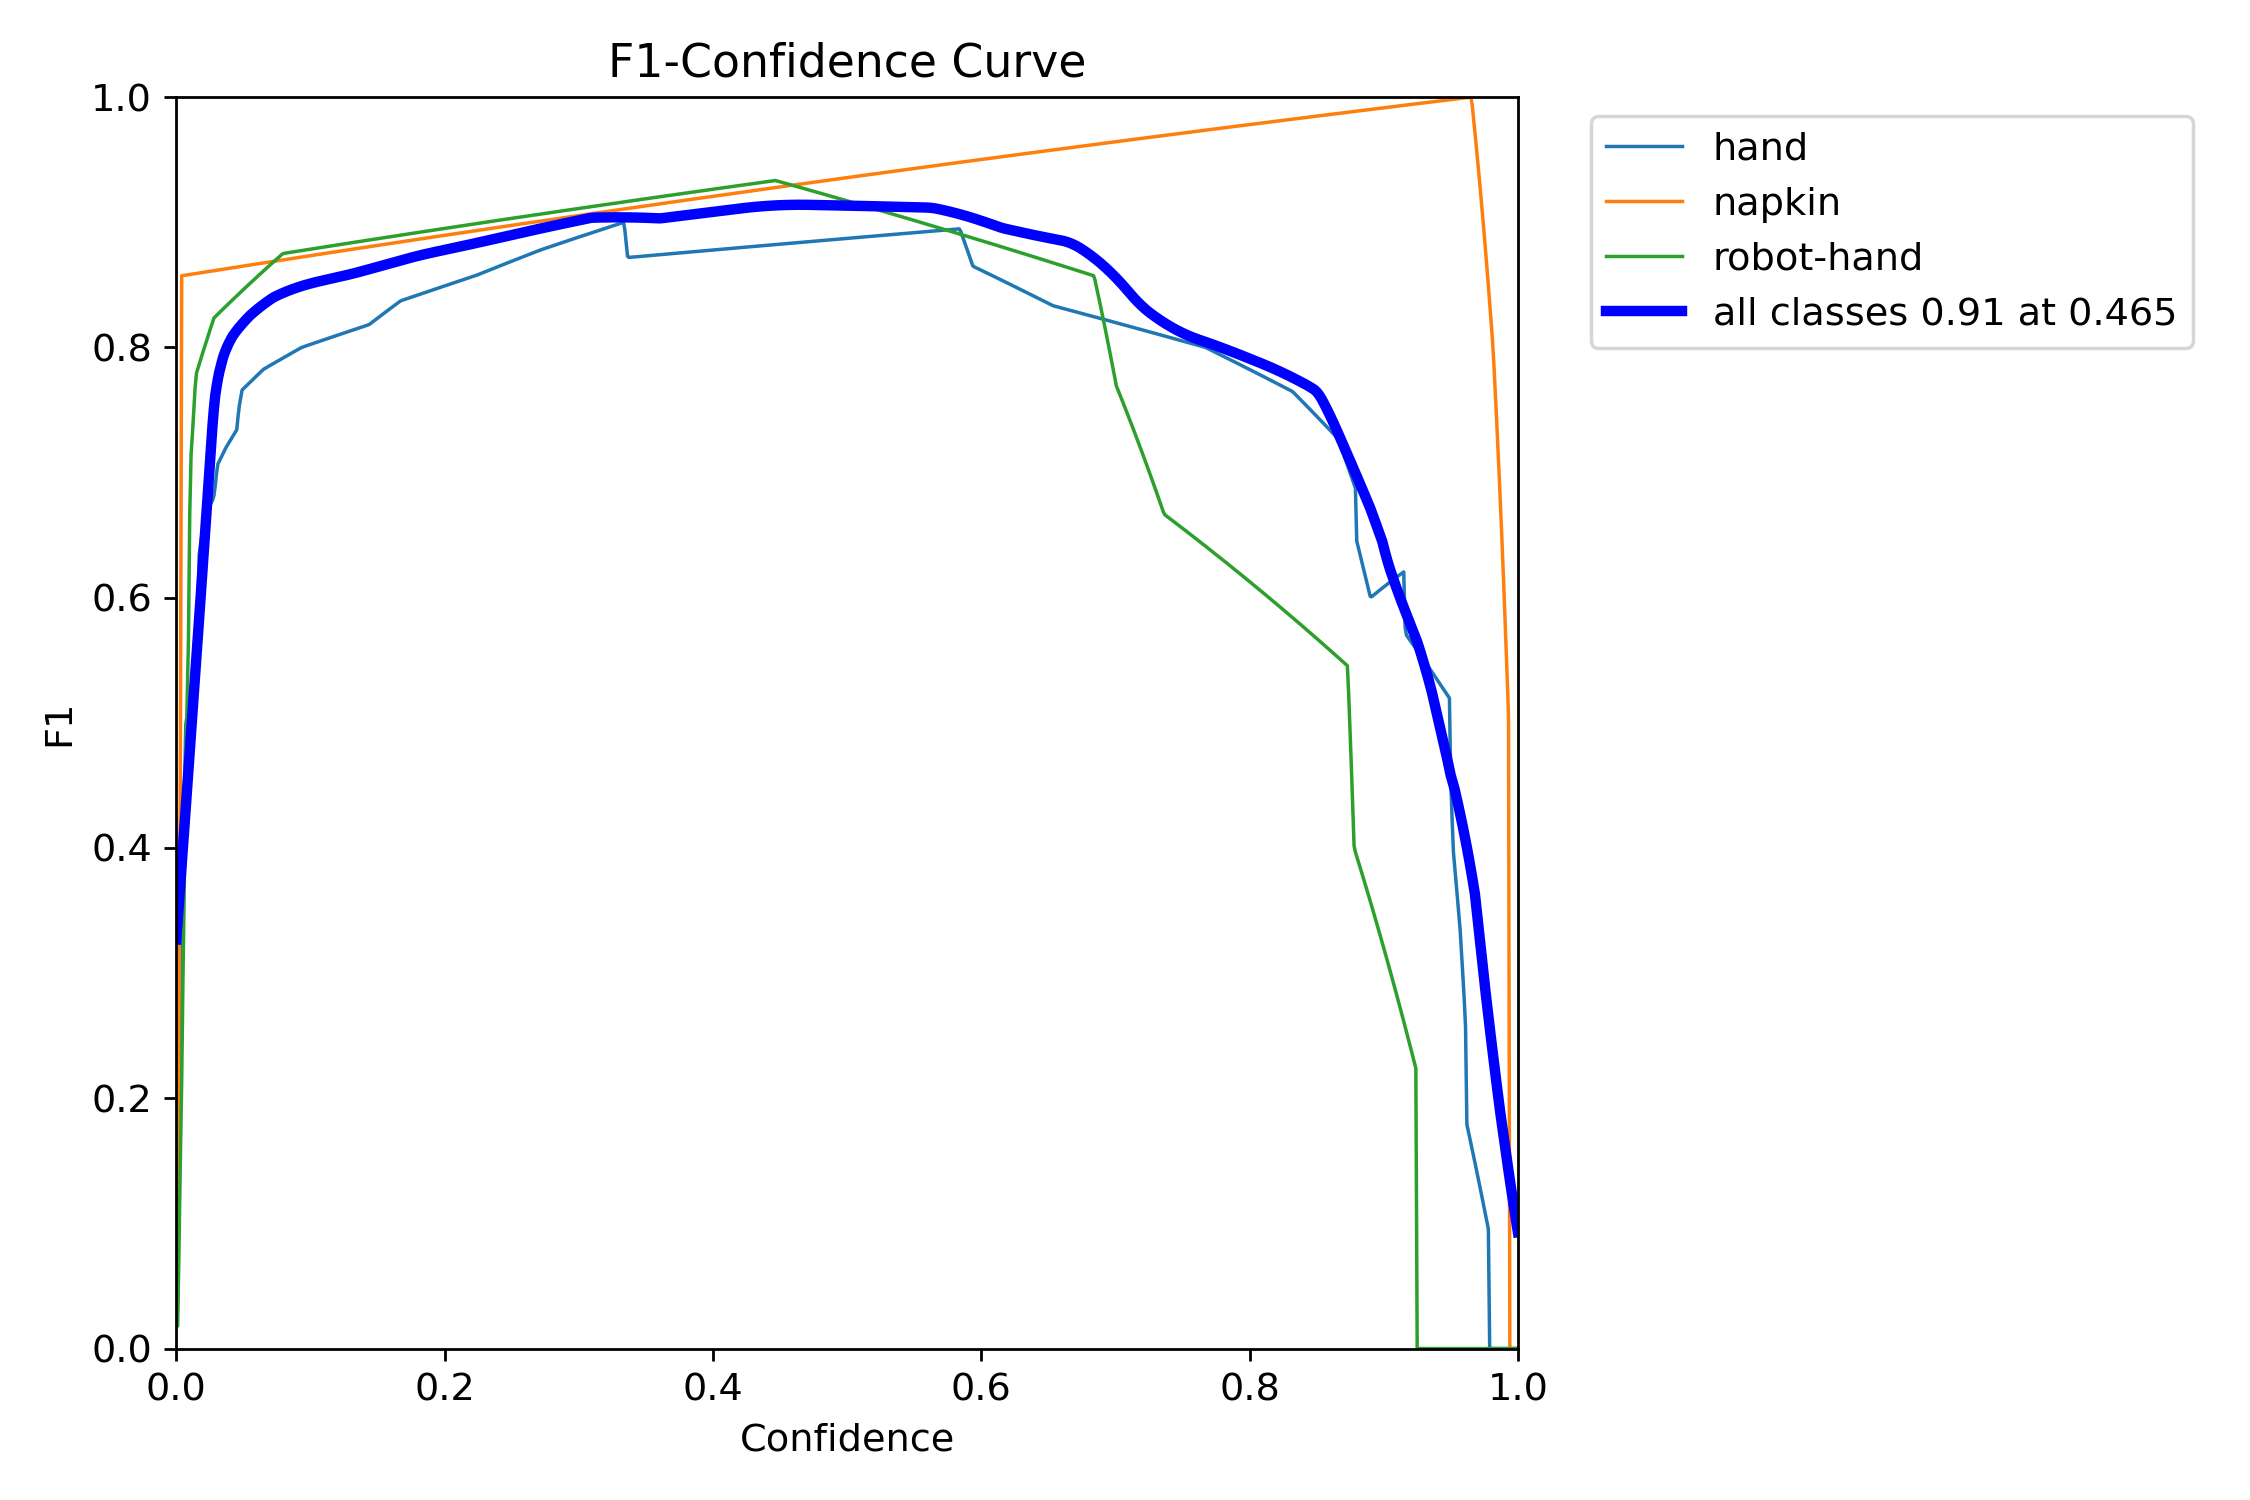 F1-Confidence Curve
1.0
0.8
0.6
0.4
0.2
0.0
F1
0.0 0.2 0.4 0.6 0.8 1.0
Confidence
hand
napkin
robot-hand
all classes 0.91 at 0.465